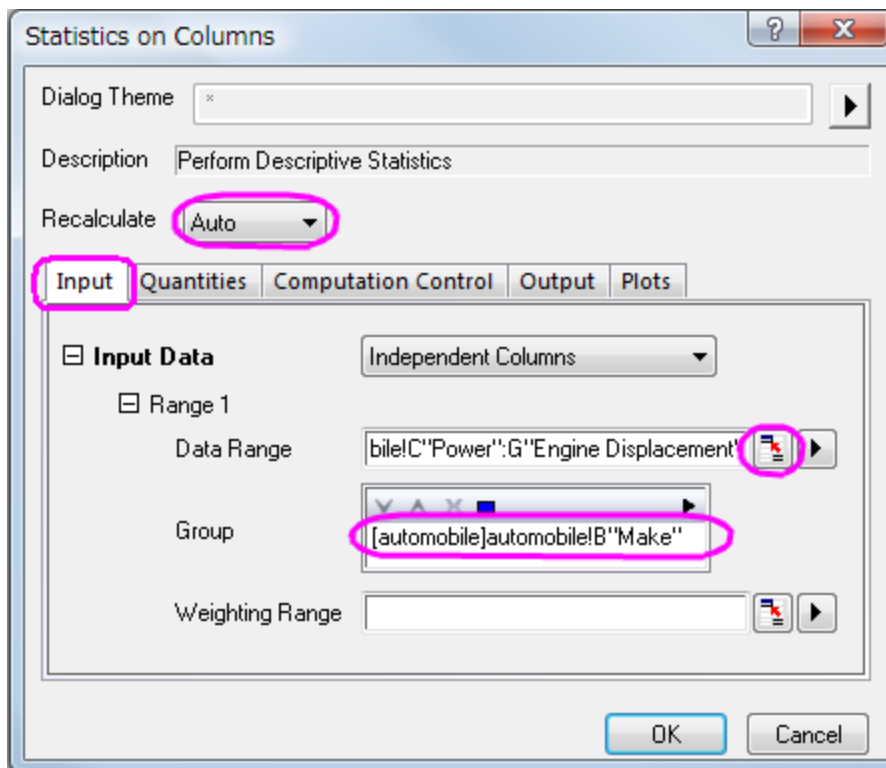 Statistics on Columns
Dialog Theme *
Description Perform Descriptive Statistics
Recalculate Auto
Input Quantities Computation Control Output Plots
Input Data Independent Columns
Range 1
Data Range bile!C"Power":G"Engine Displacement"
Group [automobile]automobile!B"Make"
Weighting Range
OK Cancel